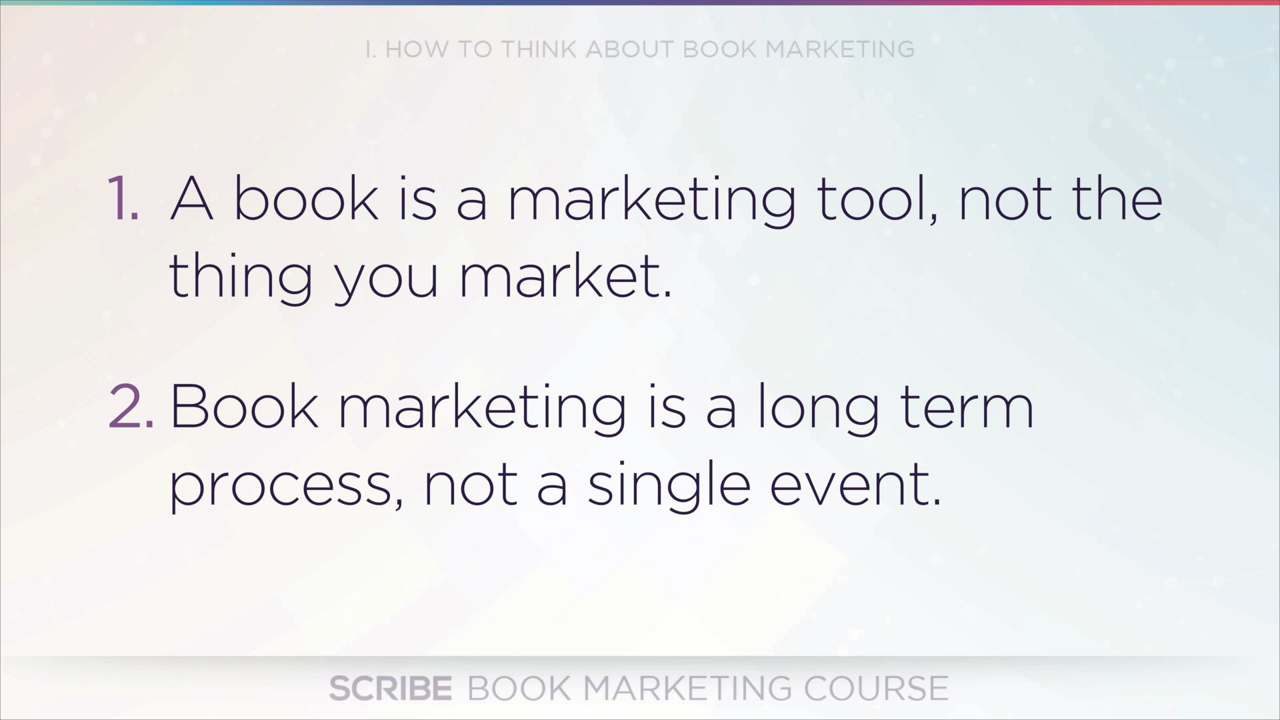 I. HOW TO THINK ABOUT BOOK MARKETING
1. A book is a marketing tool, not the
thing you market.
2. Book marketing is a long term
process, not a single event.
SCRIBE BOOK MARKETING COURSE